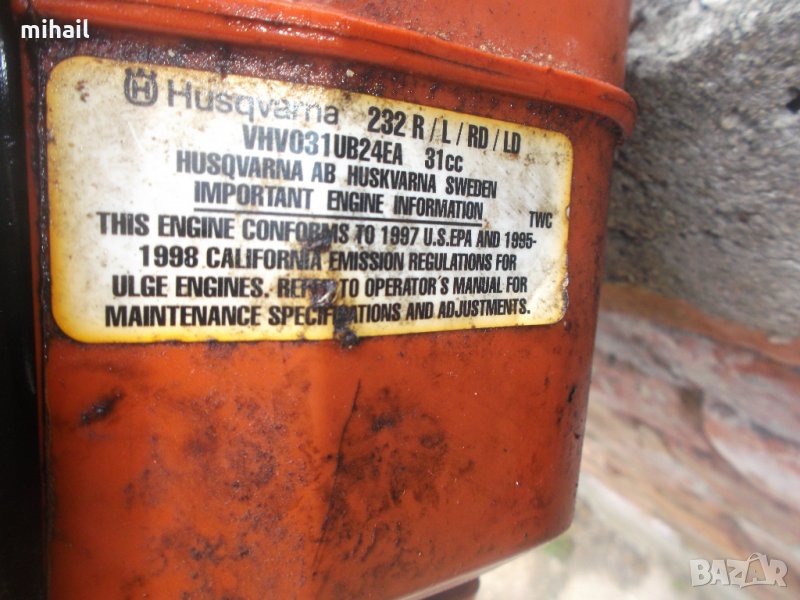 mihail
Husqvarna 232 R / L / RD / LD
VHV031UB24EA 31cc
HUSQVARNA AB HUSKVARNA SWEDEN
IMPORTANT ENGINE INFORMATION TWC
THIS ENGINE CONFORMS TO 1997 U.S.EPA AND 1995-
1998 CALIFORNIA EMISSION REGULATIONS FOR
ULGE ENGINES. REFER TO OPERATOR'S MANUAL FOR
MAINTENANCE SPECIFICATIONS AND ADJUSTMENTS.
BAZAR